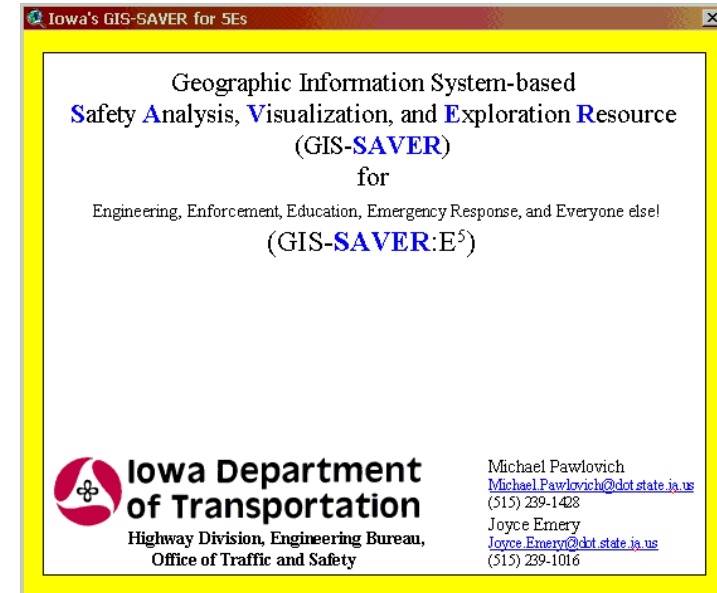 Iowa's GIS-SAVER for 5Es
Geographic Information System-based
Safety Analysis, Visualization, and Exploration Resource
(GIS-SAVER)
for
Engineering, Enforcement, Education, Emergency Response, and Everyone else!
(GIS-SAVER:E⁵)
Iowa Department
of Transportation
Highway Division, Engineering Bureau,
Office of Traffic and Safety
Michael Pawlovich
Michael.Pawlovich@dot.state.ia.us
(515) 239-1428
Joyce Emery
Joyce.Emery@dot.state.ia.us
(515) 239-1016